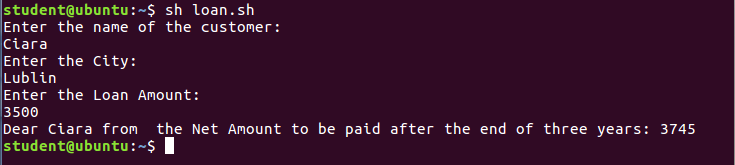 student@ubuntu:~$ sh loan.sh
Enter the name of the customer:
Ciara
Enter the City:
Lublin
Enter the Loan Amount:
3500
Dear Ciara from  the Net Amount to be paid after the end of three years: 3745
student@ubuntu:~$